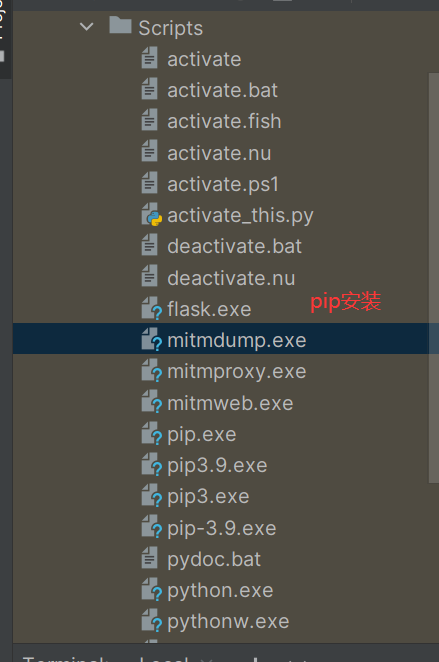 Scripts
activate
activate.bat
activate.fish
activate.nu
activate.ps1
activate_this.py
deactivate.bat
deactivate.nu
flask.exe
pip安装
mitmdump.exe
mitmproxy.exe
mitmweb.exe
pip.exe
pip3.9.exe
pip3.exe
pip-3.9.exe
pydoc.bat
python.exe
pythonw.exe